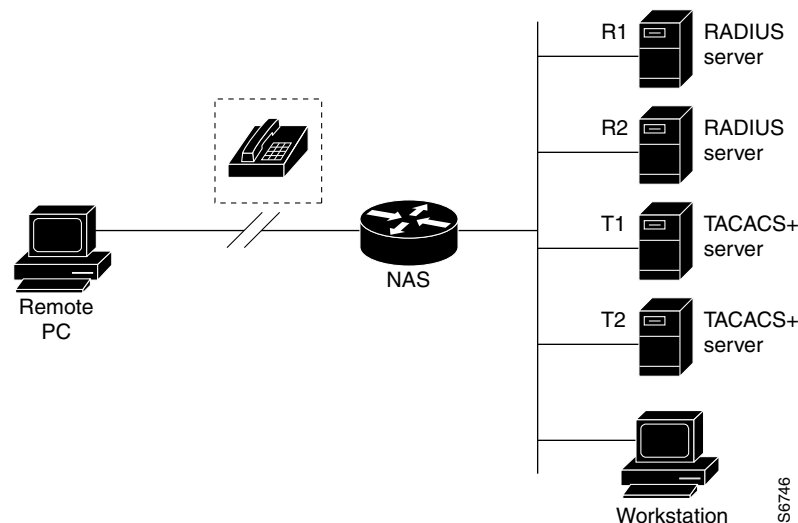 R1
RADIUS
server
R2
RADIUS
server
T1
TACACS+
server
T2
TACACS+
server
NAS
Remote
PC
Workstation
S6746